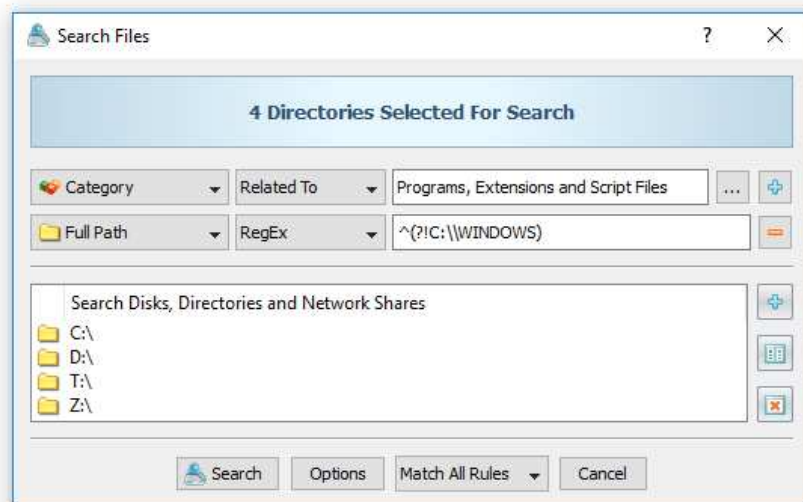 Search Files ?
4 Directories Selected For Search
Category Related To Programs, Extensions and Script Files ...
Full Path RegEx ^(?!C:\\WINDOWS)
Search Disks, Directories and Network Shares
C:\
D:\
T:\
Z:\
Search Options Match All Rules Cancel